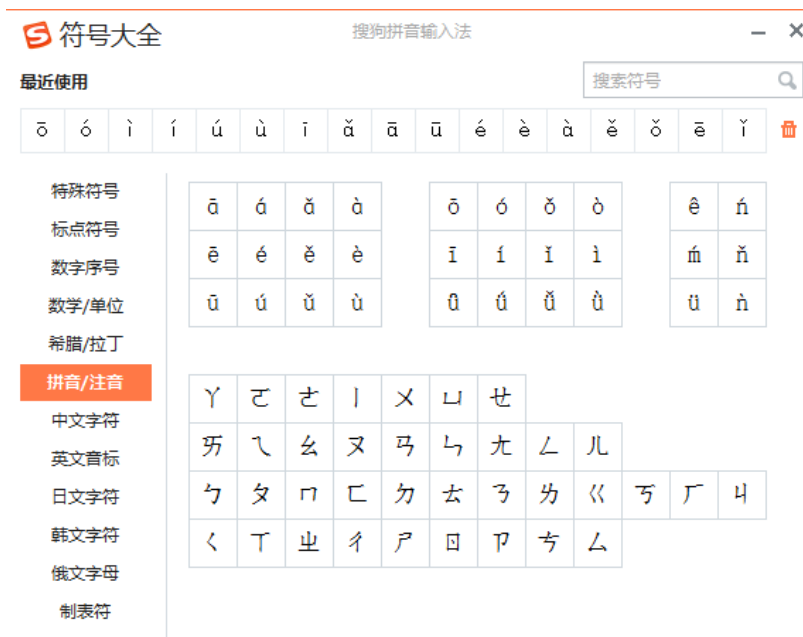 符号大全
搜狗拼音输入法
最近使用
搜索符号
ō ó ì í ú ù ī ǎ ā ū é è à ě ǒ ē ǐ
特殊符号
标点符号
数字序号
数学/单位
希腊/拉丁
拼音/注音
中文字符
英文音标
日文字符
韩文字符
俄文字母
制表符
ā á ǎ à ō ó ǒ ò ê ń
ē é ě è ī í ǐ ì ḿ ň
ū ú ǔ ù ǖ ǘ ǚ ǜ ü ǹ
ㄚ ㄛ ㄜ ㄧ ㄨ ㄩ ㄝ
ㄞ ㄟ ㄠ ㄡ ㄢ ㄣ ㄤ ㄥ ㄦ
ㄅ ㄆ ㄇ ㄈ ㄉ ㄊ ㄋ ㄌ ㄍ ㄎ ㄏ ㄐ
ㄑ ㄒ ㄓ ㄔ ㄕ ㄖ ㄗ ㄘ ㄙ